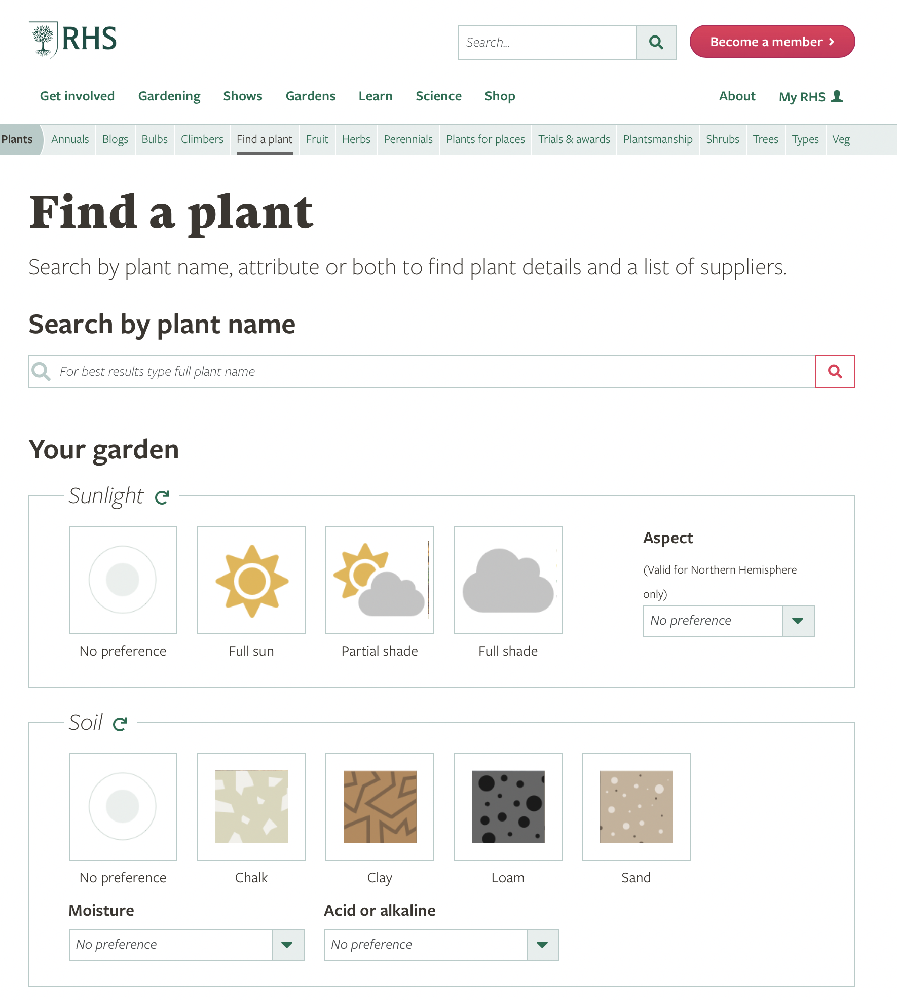 RHS
Search...
Become a member
Get involved Gardening Shows Gardens Learn Science Shop About My RHS
Plants Annuals Blogs Bulbs Climbers Find a plant Fruit Herbs Perennials Plants for places Trials & awards Plantsmanship Shrubs Trees Types Veg
Find a plant
Search by plant name, attribute or both to find plant details and a list of suppliers.
Search by plant name
For best results type full plant name
Your garden
Sunlight
No preference Full sun Partial shade Full shade
Aspect
(Valid for Northern Hemisphere
only)
No preference
Soil
No preference Chalk Clay Loam Sand
Moisture Acid or alkaline
No preference No preference